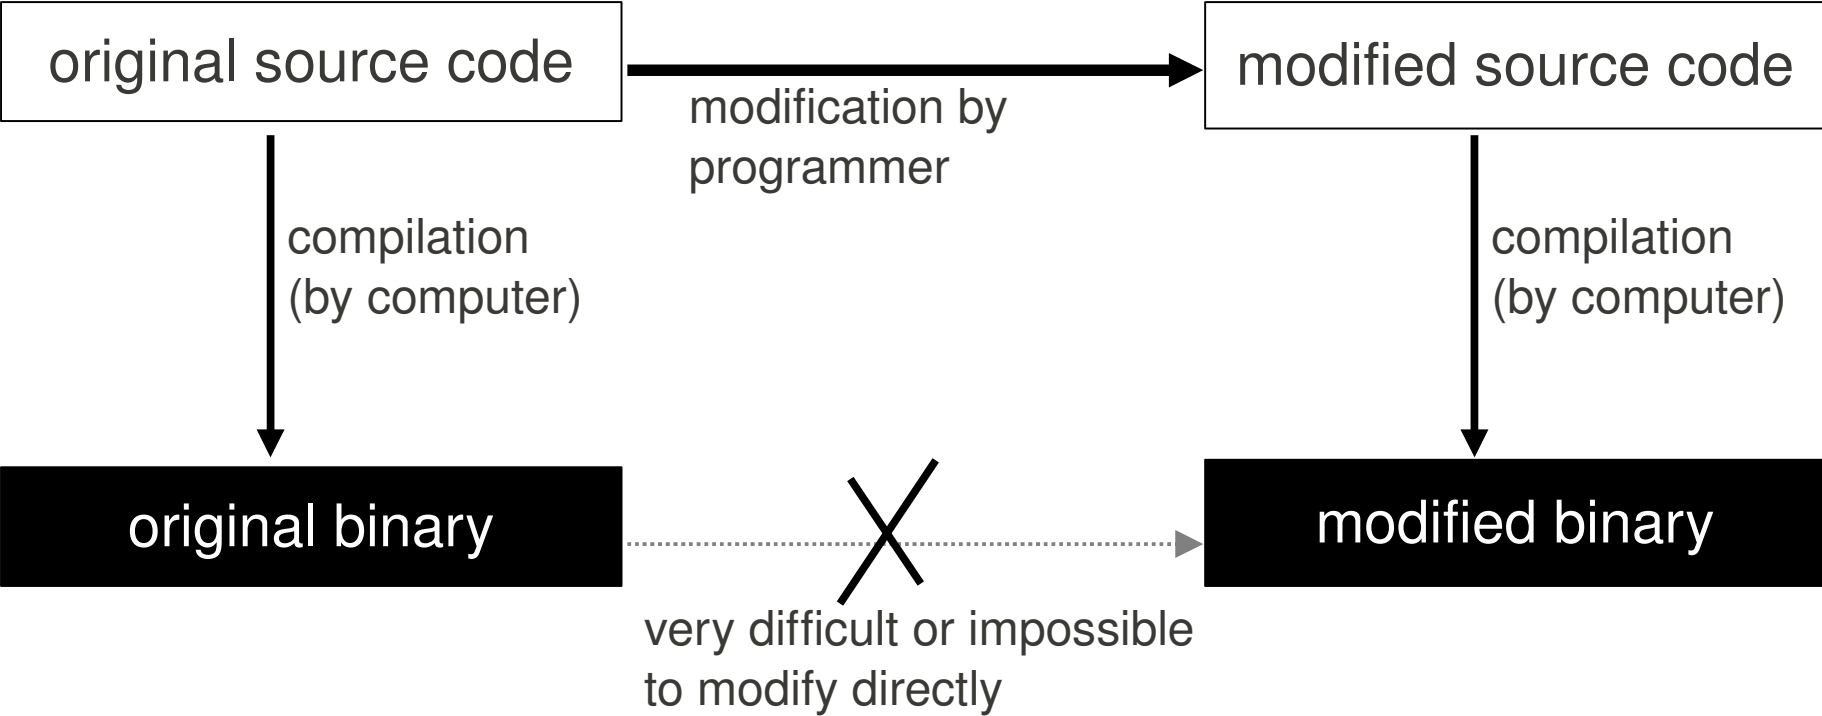 original source code
modified source code
modification by
programmer
compilation
(by computer)
compilation
(by computer)
original binary
modified binary
very difficult or impossible
to modify directly